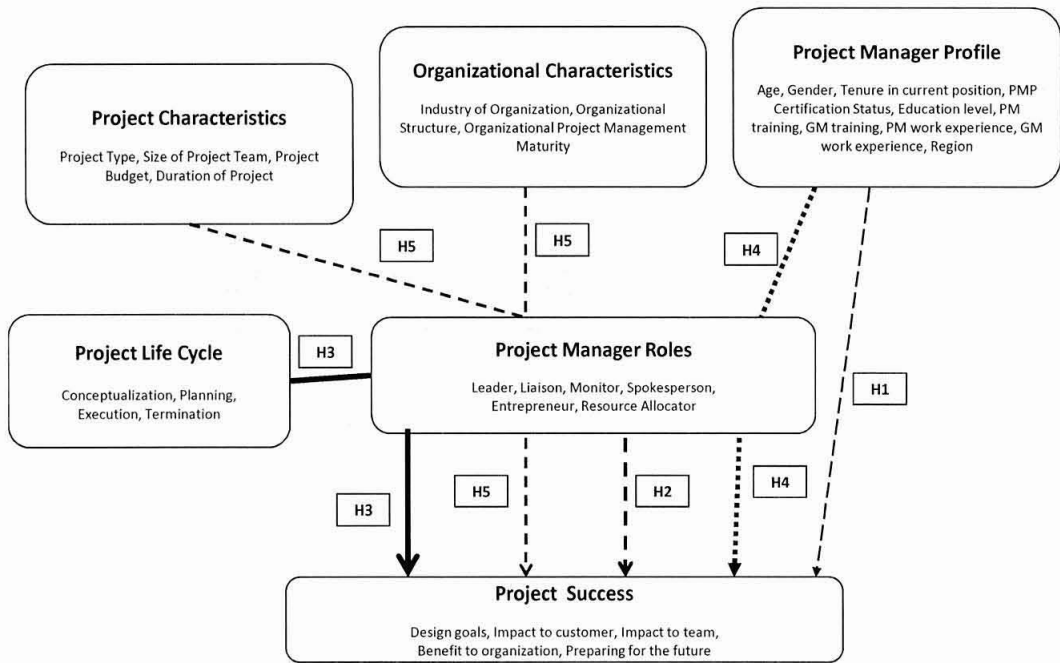 Project Characteristics
Project Type, Size of Project Team, Project
Budget, Duration of Project
Organizational Characteristics
Industry of Organization, Organizational
Structure, Organizational Project Management
Maturity
Project Manager Profile
Age, Gender, Tenure in current position, PMP
Certification Status, Education level, PM
training, GM training, PM work experience, GM
work experience, Region
H5
H5
H4
Project Life Cycle
Conceptualization, Planning,
Execution, Termination
H3
Project Manager Roles
Leader, Liaison, Monitor, Spokesperson,
Entrepreneur, Resource Allocator
H1
H3
H5
H2
H4
Project Success
Design goals, Impact to customer, Impact to team,
Benefit to organization, Preparing for the future